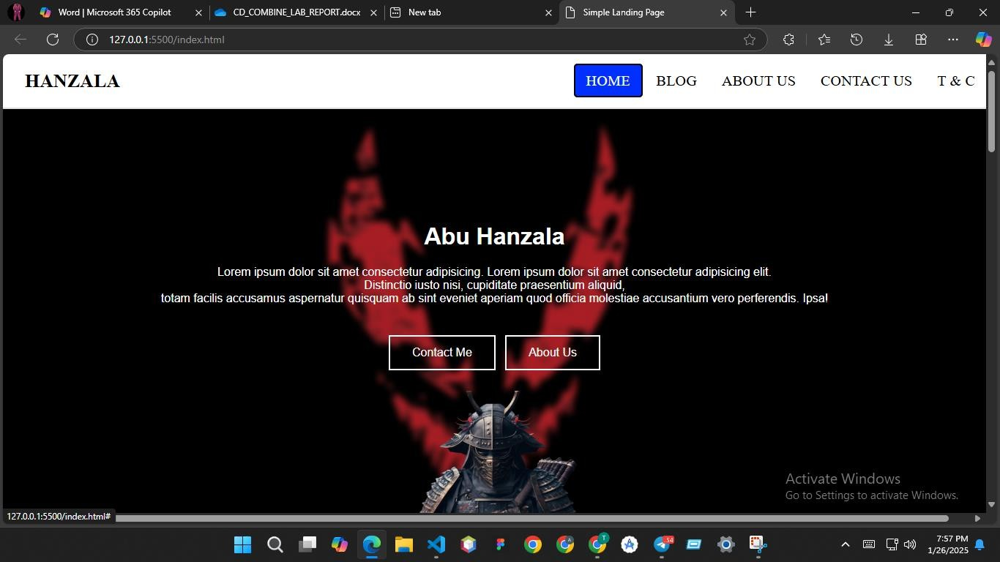 Word | Microsoft 365 Copilot
CD_COMBINE_LAB_REPORT.docx
New tab
Simple Landing Page
127.0.0.1:5500/index.html
HANZALA
HOME
BLOG
ABOUT US
CONTACT US
T & C
Abu Hanzala
Lorem ipsum dolor sit amet consectetur adipisicing. Lorem ipsum dolor sit amet consectetur adipisicing elit.
Distinctio iusto nisi, cupiditate praesentium aliquid,
totam facilis accusamus aspernatur quisquam ab sint eveniet aperiam quod officia molestiae accusantium vero perferendis. Ipsa!
Contact Me
About Us
Activate Windows
Go to Settings to activate Windows.
127.0.0.1:5500/index.html#
A
T
54
7:57 PM
1/26/2025